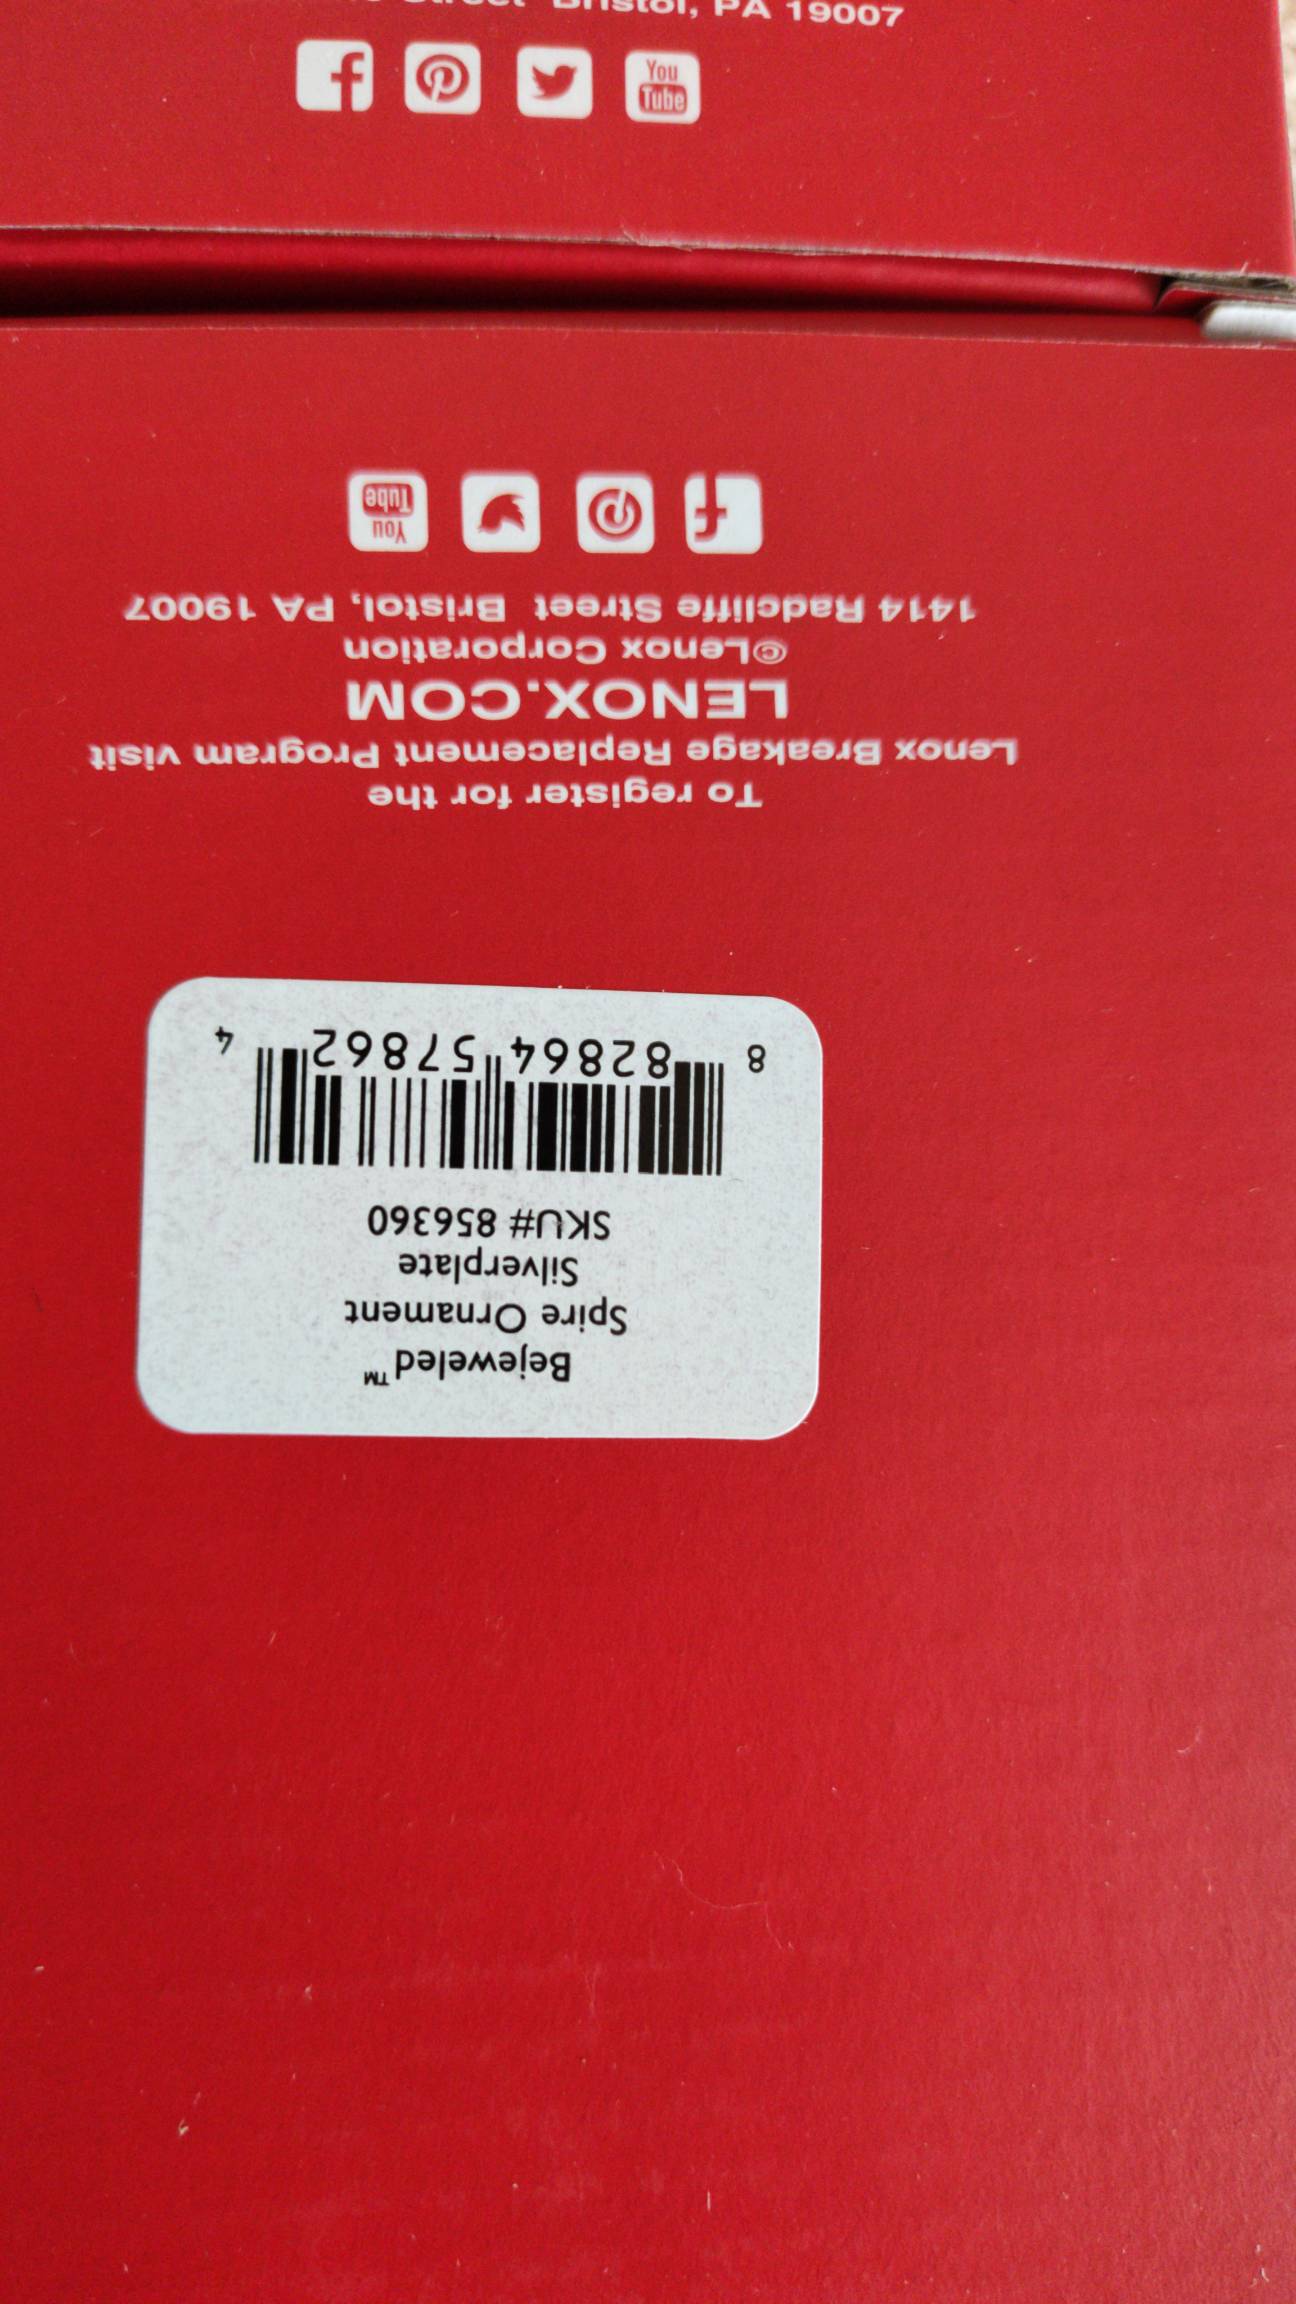 Street Bristol, PA 19007
f
You
Tube
Bejeweled™
Spire Ornament
Silverplate
SKU# 856360
8 82864 57862 4
To register for the
Lenox Breakage Replacement Program visit
LENOX.COM
©Lenox Corporation
1414 Radcliffe Street Bristol, PA 19007
f
You
Tube